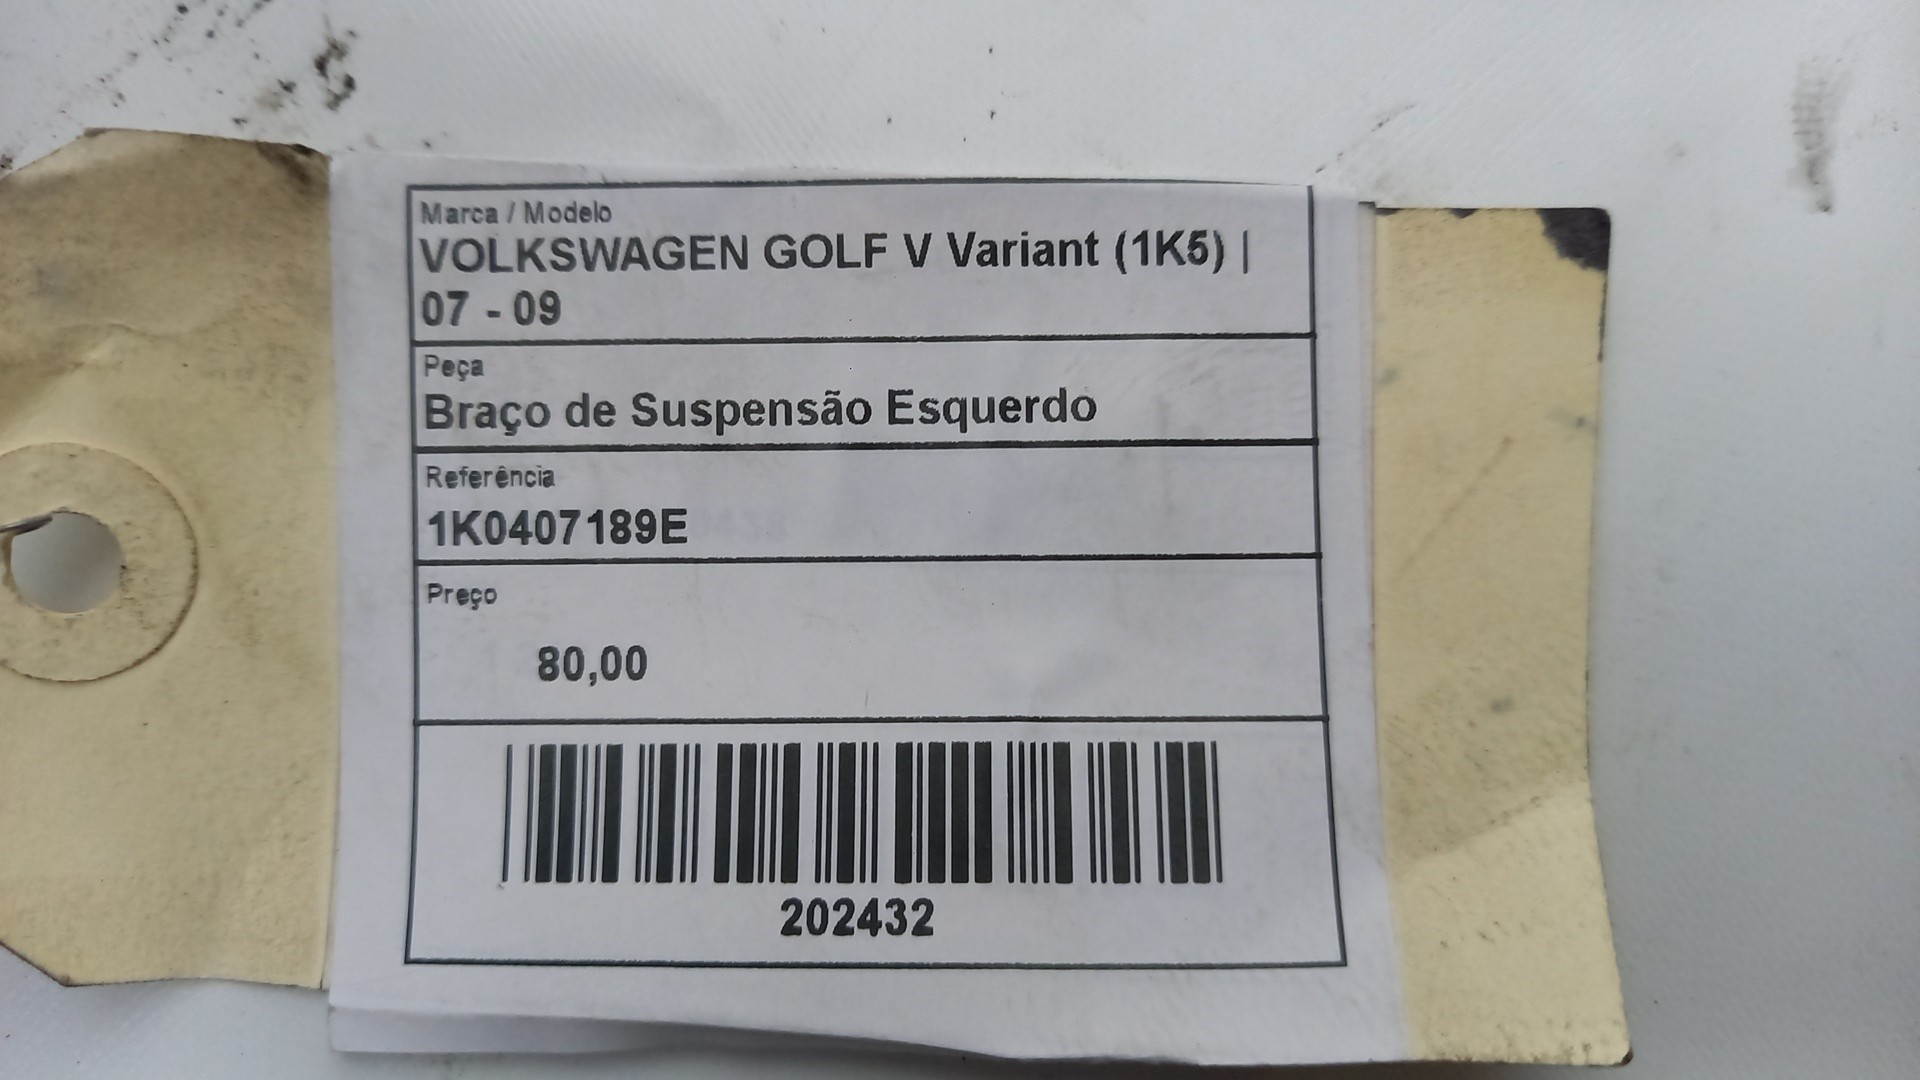 Marca / Modelo
VOLKSWAGEN GOLF V Variant (1K5) |
07 - 09
Peça
Braço de Suspensão Esquerdo
Referência
1K0407189E
Preço
80,00
202432